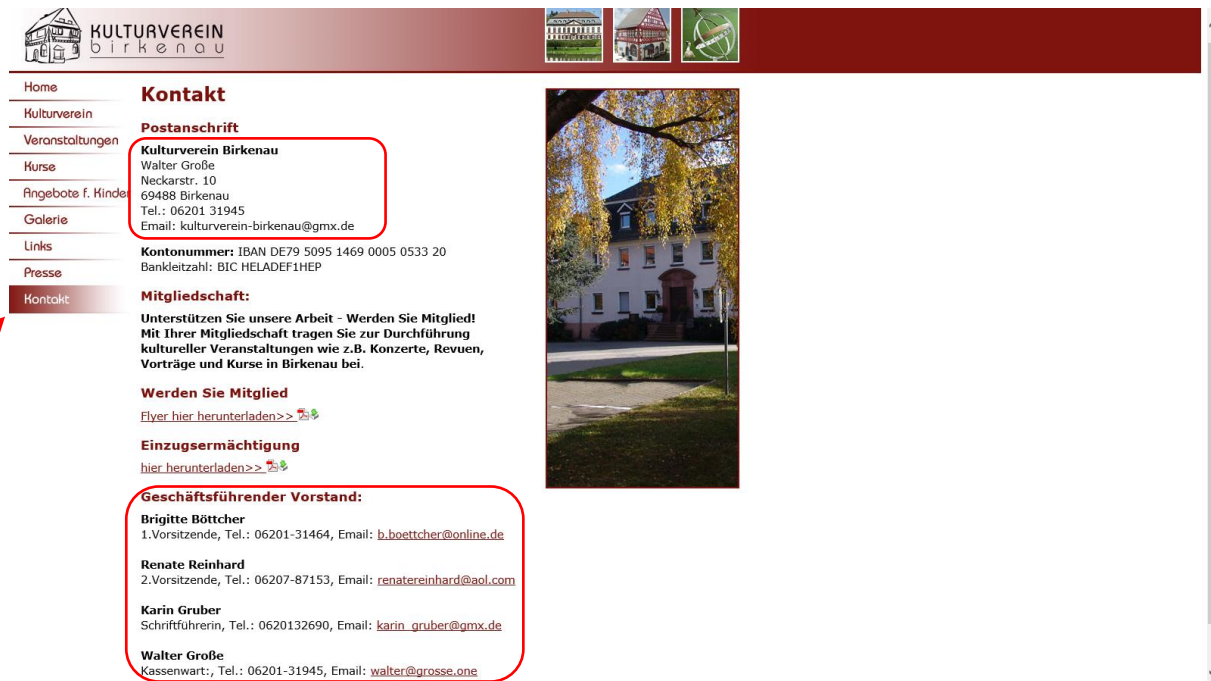 KULTURVEREIN
birkenau
Home
Kulturverein
Veranstaltungen
Kurse
Angebote f. Kinder
Galerie
Links
Presse
Kontakt
Kontakt
Postanschrift
Kulturverein Birkenau
Walter Große
Neckarstr. 10
69488 Birkenau
Tel.: 06201 31945
Email: kulturverein-birkenau@gmx.de
Kontonummer: IBAN DE79 5095 1469 0005 0533 20
Bankleitzahl: BIC HELADEF1HEP
Mitgliedschaft:
Unterstützen Sie unsere Arbeit - Werden Sie Mitglied!
Mit Ihrer Mitgliedschaft tragen Sie zur Durchführung
kultureller Veranstaltungen wie z.B. Konzerte, Revuen,
Vorträge und Kurse in Birkenau bei.
Werden Sie Mitglied
Flyer hier herunterladen>>
Einzugsermächtigung
hier herunterladen>>
Geschäftsführender Vorstand:
Brigitte Böttcher
1.Vorsitzende, Tel.: 06201-31464, Email: b.boettcher@online.de
Renate Reinhard
2.Vorsitzende, Tel.: 06207-87153, Email: renatereinhard@aol.com
Karin Gruber
Schriftführerin, Tel.: 0620132690, Email: karin_gruber@gmx.de
Walter Große
Kassenwart:, Tel.: 06201-31945, Email: walter@grosse.one